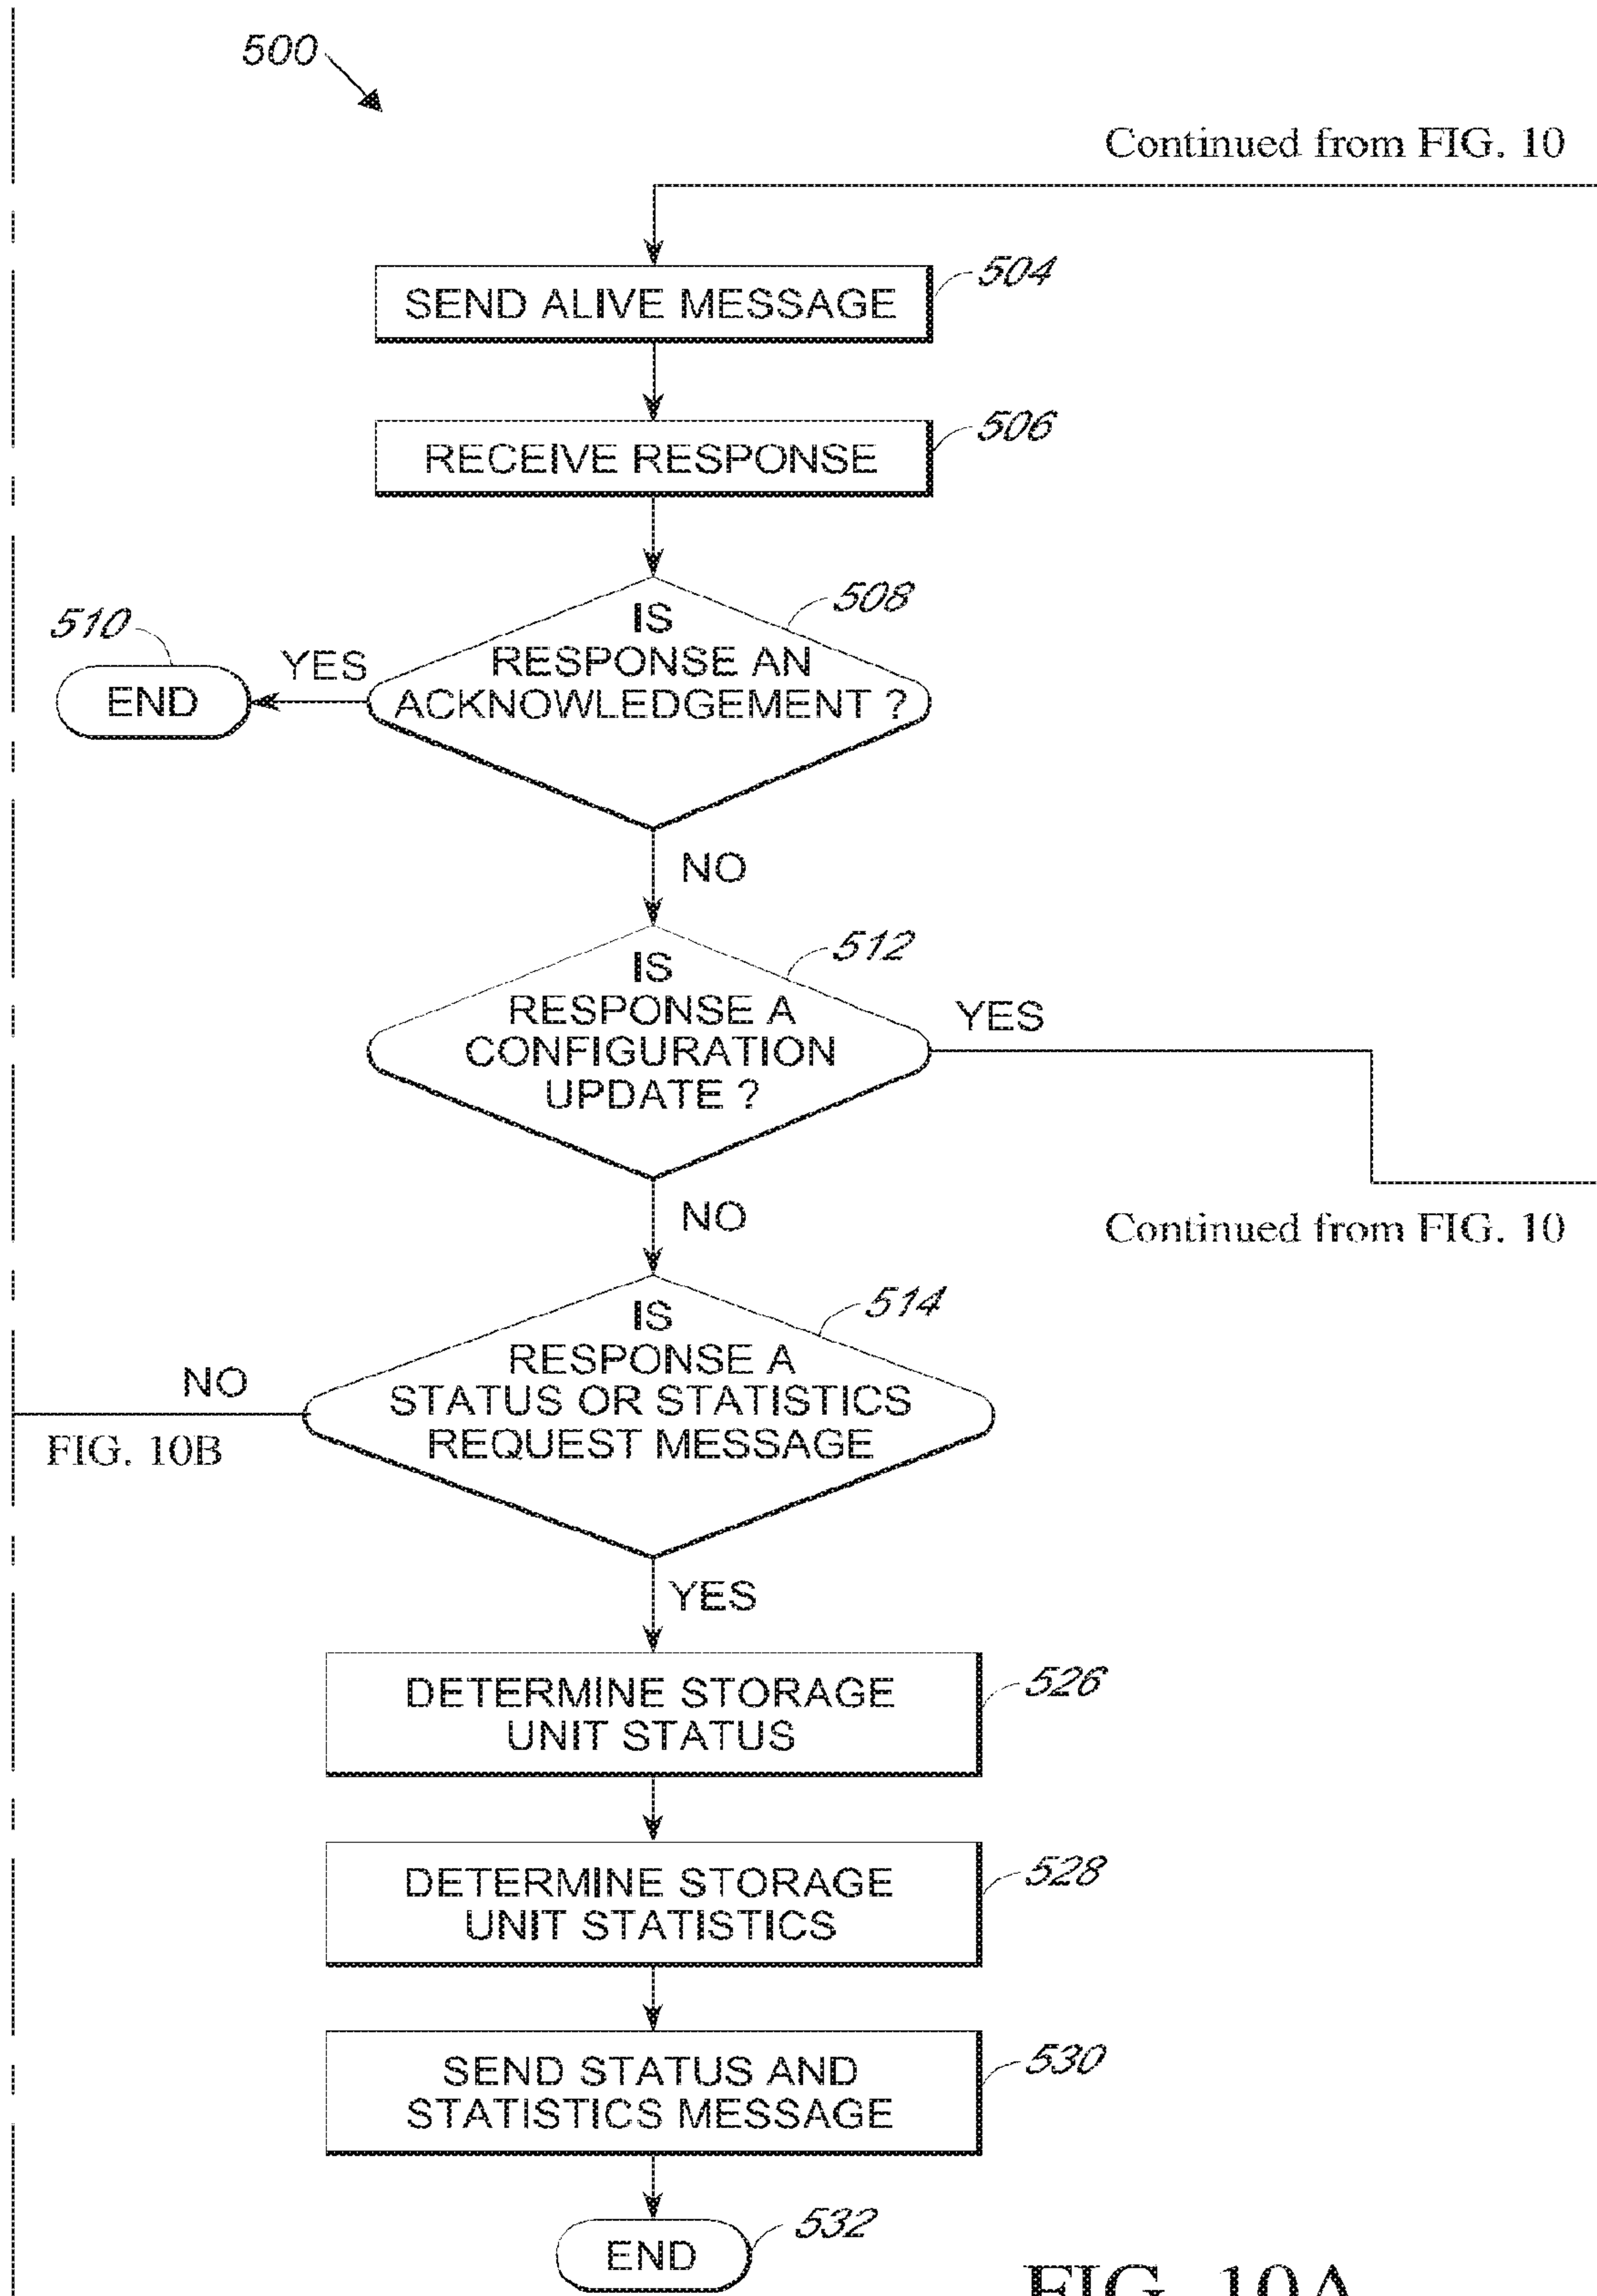 500
Continued from FIG. 10
SEND ALIVE MESSAGE
504
RECEIVE RESPONSE
506
IS
RESPONSE AN
ACKNOWLEDGEMENT ?
508
510
YES
END
NO
IS
RESPONSE A
CONFIGURATION
UPDATE ?
512
YES
Continued from FIG. 10
NO
IS
RESPONSE A
STATUS OR STATISTICS
REQUEST MESSAGE
514
NO
FIG. 10B
YES
DETERMINE STORAGE
UNIT STATUS
526
DETERMINE STORAGE
UNIT STATISTICS
528
SEND STATUS AND
STATISTICS MESSAGE
530
END
532
FIG. 10A